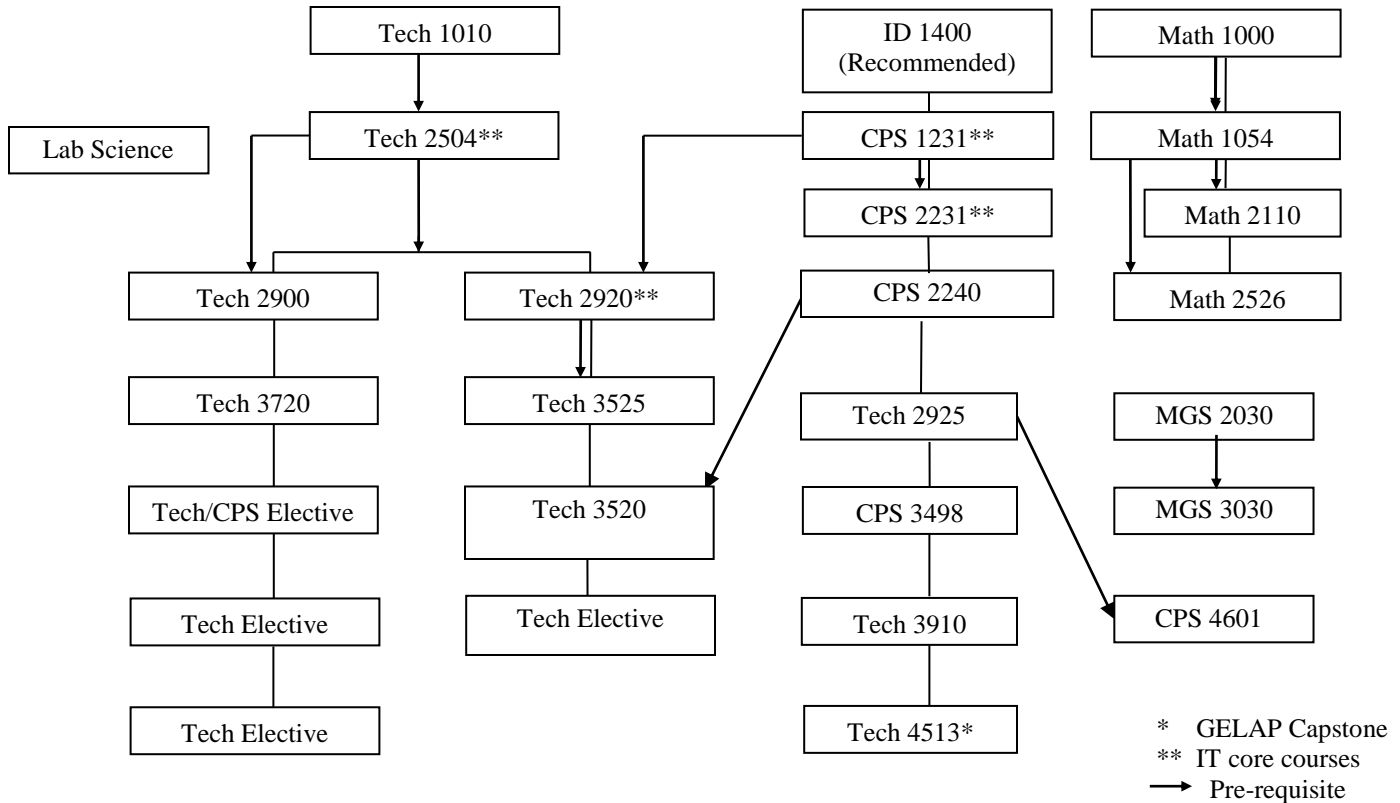 Tech 1010
ID 1400
(Recommended)
Math 1000
Lab Science
Tech 2504**
CPS 1231**
Math 1054
CPS 2231**
Math 2110
Tech 2900
Tech 2920**
CPS 2240
Math 2526
Tech 3720
Tech 3525
Tech 2925
MGS 2030
Tech/CPS Elective
Tech 3520
CPS 3498
MGS 3030
Tech Elective
Tech Elective
Tech 3910
CPS 4601
Tech Elective
Tech 4513*
* GELAP Capstone
** IT core courses
Pre-requisite